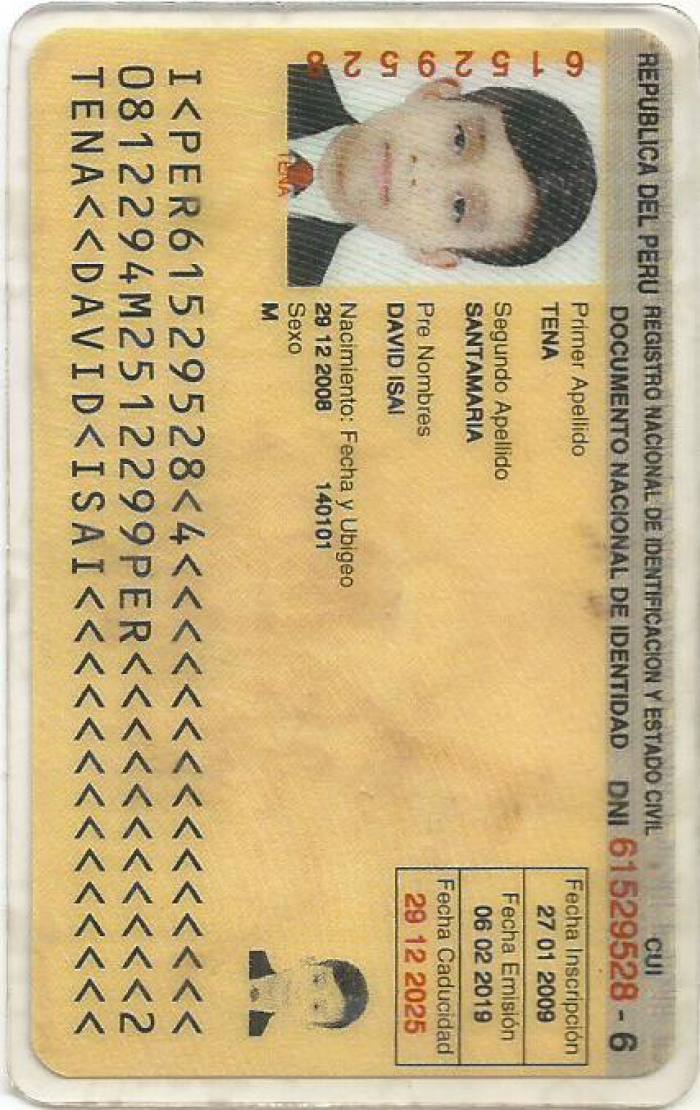 REPUBLICA DEL PERU REGISTRO NACIONAL DE IDENTIFICACION Y ESTADO CIVIL CUI
DOCUMENTO NACIONAL DE IDENTIDAD DNI 61529528 - 6
61529528
TENA
Primer Apellido
TENA
Segundo Apellido
SANTAMARIA
Pre Nombres
DAVID ISAI
Nacimiento: Fecha y Ubigeo
29 12 2008 140101
Sexo
M
Fecha Inscripción
27 01 2009
Fecha Emisión
06 02 2019
Fecha Caducidad
29 12 2025
I<PER61529528<4<<<<<<<<<<<<<<<
0812294M2512299PER<<<<<<<<<<<2
TENA<<DAVID<ISAI<<<<<<<<<<<<<<